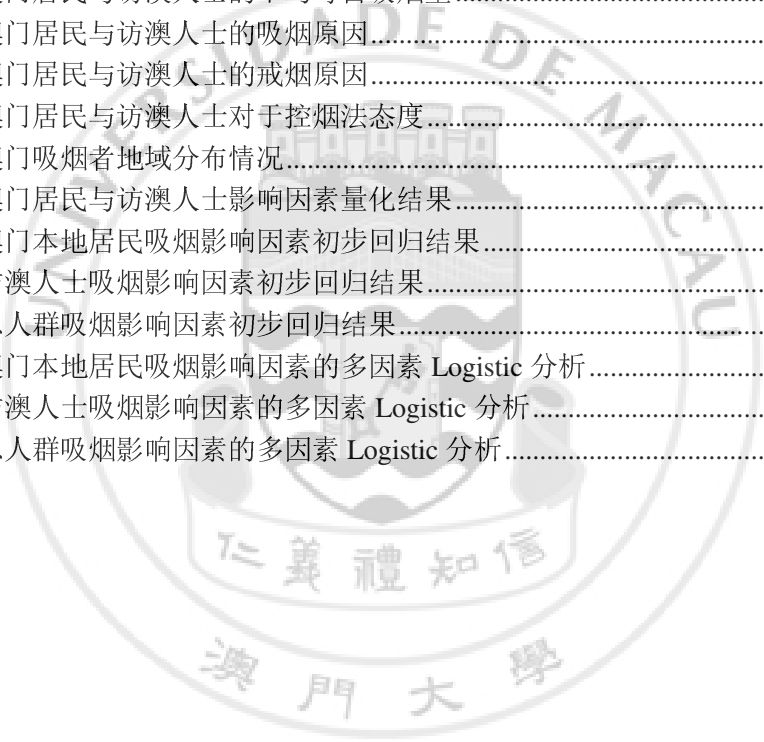 门居民与访澳人士的吸烟原因
门居民与访澳人士的戒烟原因
门居民与访澳人士对于控烟法态度
门吸烟者地域分布情况
门居民与访澳人士影响因素量化结果
门本地居民吸烟影响因素初步回归结果
澳人士吸烟影响因素初步回归结果
人群吸烟影响因素初步回归结果
门本地居民吸烟影响因素的多因素 Logistic 分析
澳人士吸烟影响因素的多因素 Logistic 分析
人群吸烟影响因素的多因素 Logistic 分析
UNIVERSIDADE DE MACAU
仁義禮知信
澳門大學